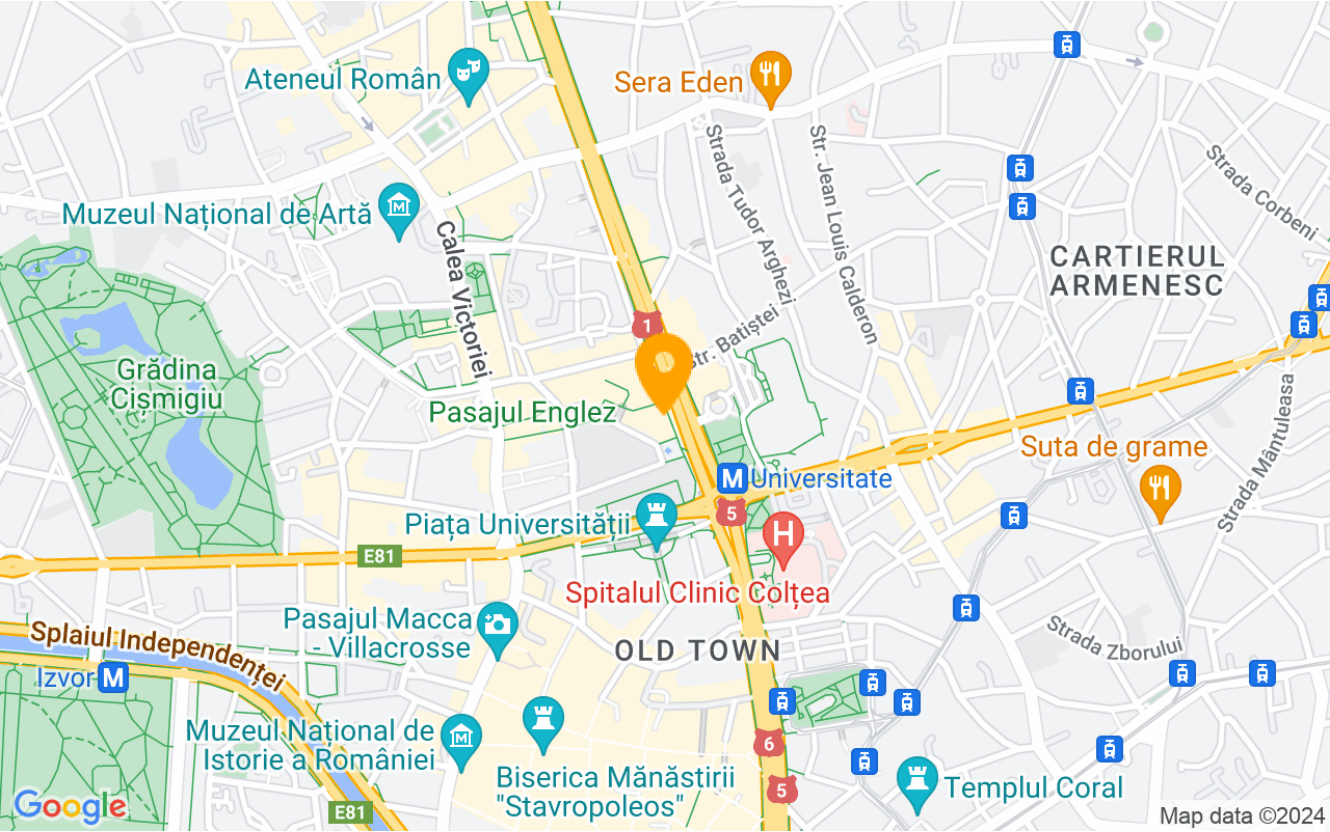 Ateneul Român
Sera Eden
Strada Tudor Arghezi
Str. Jean Louis Calderon
Strada Corbeni
Muzeul Național de Artă
Calea Victoriei
CARTIERUL
ARMENESC
1
Str. Batiștei
Grădina
Cișmigiu
Pasajul Englez
Strada Mântuleasa
Suta de grame
M
Universitate
5
Piața Universității
H
E81
Spitalul Clinic Colțea
Pasajul Macca
- Villacrosse
Splaiul Independenței
OLD TOWN
Strada Zborului
Izvor
M
Muzeul Național de
Istorie a României
6
Biserica Mănăstirii
"Stavropoleos"
5
Templul Coral
Google
E81
Map data ©2024